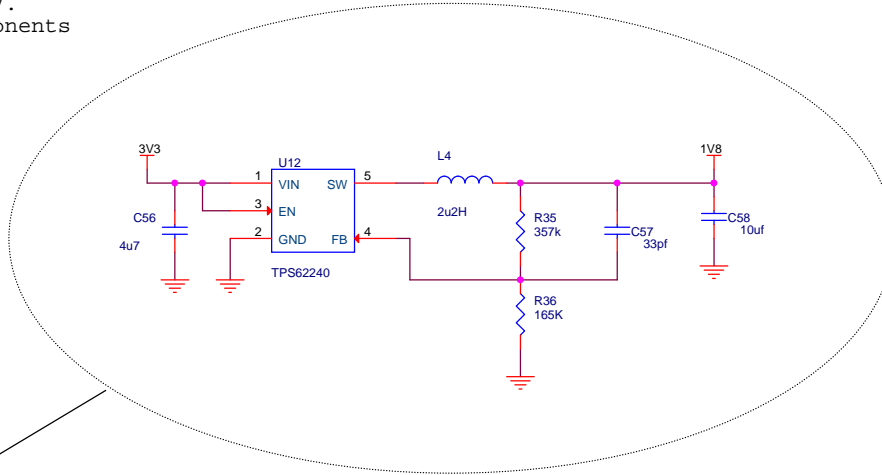 onents
3V3
1V8
U12
L4
1
VIN
SW
5
3
EN
2
GND
FB
4
TPS62240
C56
4u7
2u2H
R35
357k
C57
33pf
C58
10uf
R36
165K